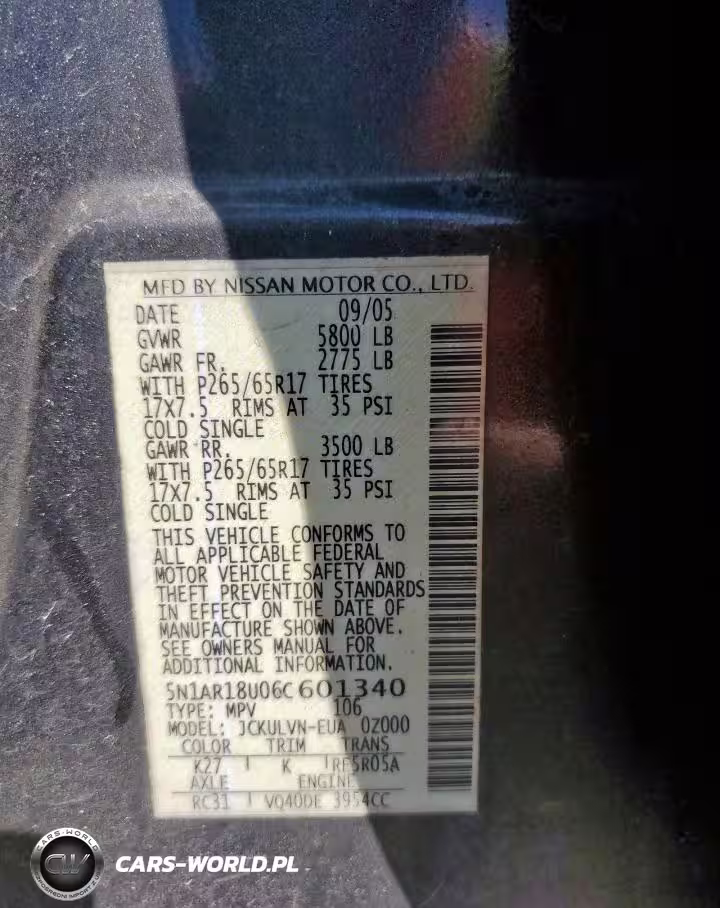 MFD BY NISSAN MOTOR CO., LTD.
DATE 09/05
GVWR 5800 LB
GAWR FR. 2775 LB
WITH P265/65R17 TIRES
17X7.5 RIMS AT 35 PSI
COLD SINGLE
GAWR RR. 3500 LB
WITH P265/65R17 TIRES
17X7.5 RIMS AT 35 PSI
COLD SINGLE
THIS VEHICLE CONFORMS TO
ALL APPLICABLE FEDERAL
MOTOR VEHICLE SAFETY AND
THEFT PREVENTION STANDARDS
IN EFFECT ON THE DATE OF
MANUFACTURE SHOWN ABOVE.
SEE OWNERS MANUAL FOR
ADDITIONAL INFORMATION.
5N1AR18U06C601340
TYPE: MPV 106
MODEL: JCKULVN-EUA 0Z000
COLOR TRIM TRANS
K27 K RE5R05A
AXLE ENGINE
RC31 VQ40DE 3954CC
CARS-WORLD
CW
CARS-WORLD.PL